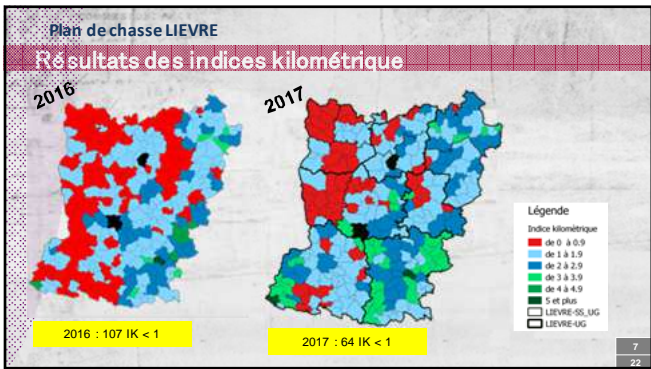 Plan de chasse LIEVRE
Résultats des indices kilométrique
2016
2017
Légende
Indice kilométrique
de 0 à 0.9
de 1 à 1.9
de 2 à 2.9
de 3 à 3.9
de 4 à 4.9
5 et plus
LIEVRE-SS_UG
LIEVRE-UG
2016 : 107 IK < 1
2017 : 64 IK < 1
7
22